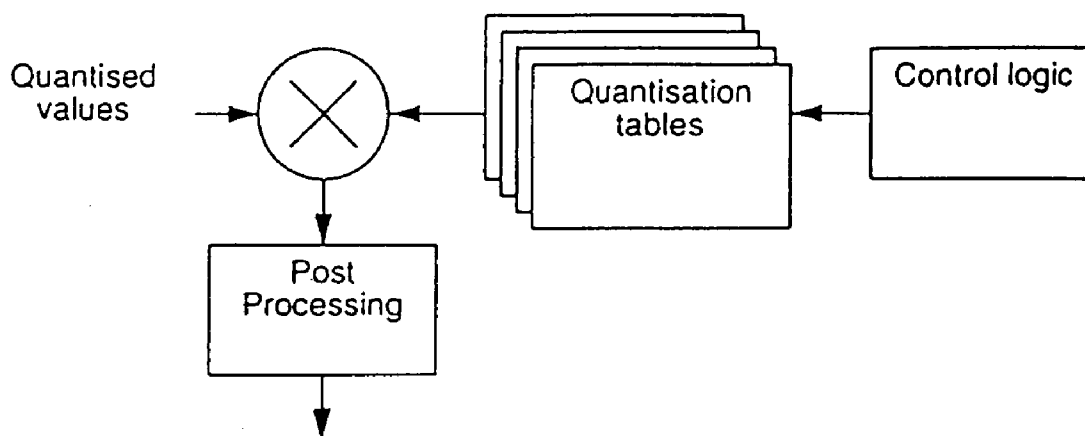 Quantised
values
Quantisation
tables
Control logic
Post
Processing